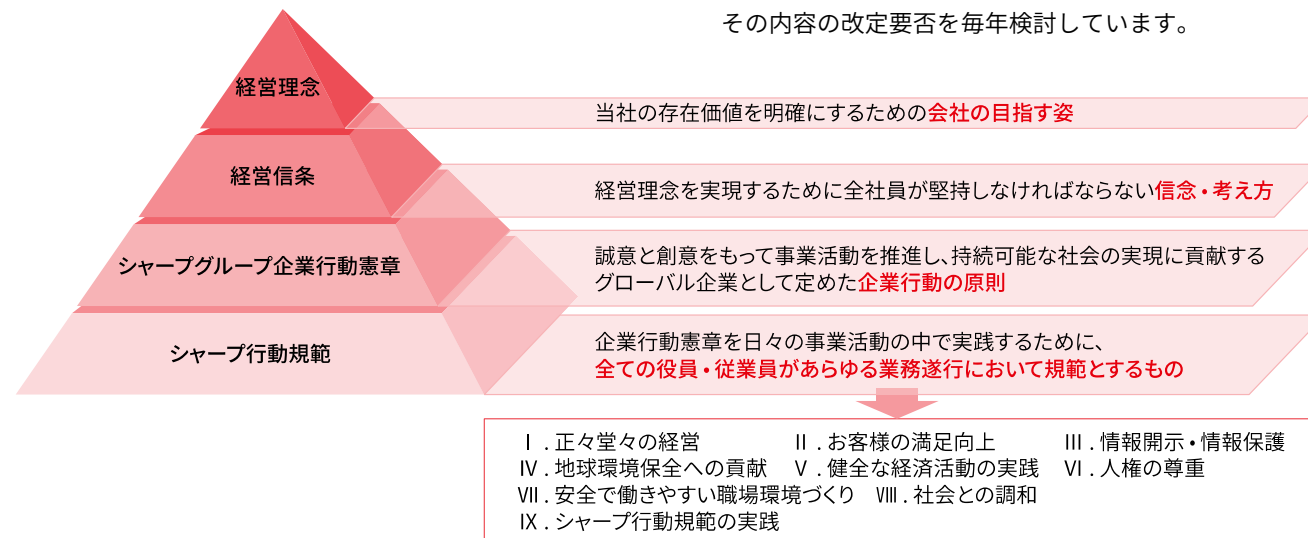 その内容の改定要否を毎年検討しています。
経営理念
当社の存在価値を明確にするための会社の目指す姿
経営信条
経営理念を実現するために全社員が堅持しなければならない信念・考え方
シャープグループ企業行動憲章
誠意と創意をもって事業活動を推進し、持続可能な社会の実現に貢献する
グローバル企業として定めた企業行動の原則
シャープ行動規範
企業行動憲章を日々の事業活動の中で実践するために、
全ての役員・従業員があらゆる業務遂行において規範とするもの
Ⅰ.正々堂々の経営 Ⅱ.お客様の満足向上 Ⅲ.情報開示・情報保護
Ⅳ.地球環境保全への貢献 Ⅴ.健全な経済活動の実践 Ⅵ.人権の尊重
Ⅶ.安全で働きやすい職場環境づくり Ⅷ.社会との調和
Ⅸ.シャープ行動規範の実践